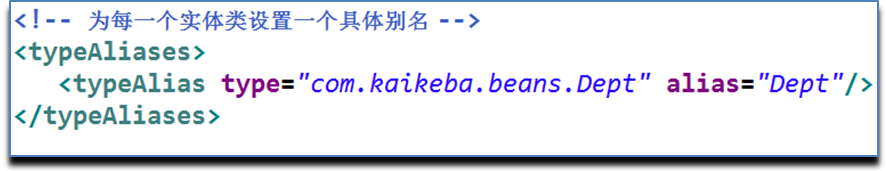 <!-- 为每一个实体类设置一个具体别名 -->
<typeAliases>
<typeAlias type="com.kaikeba.beans.Dept" alias="Dept"/>
</typeAliases>